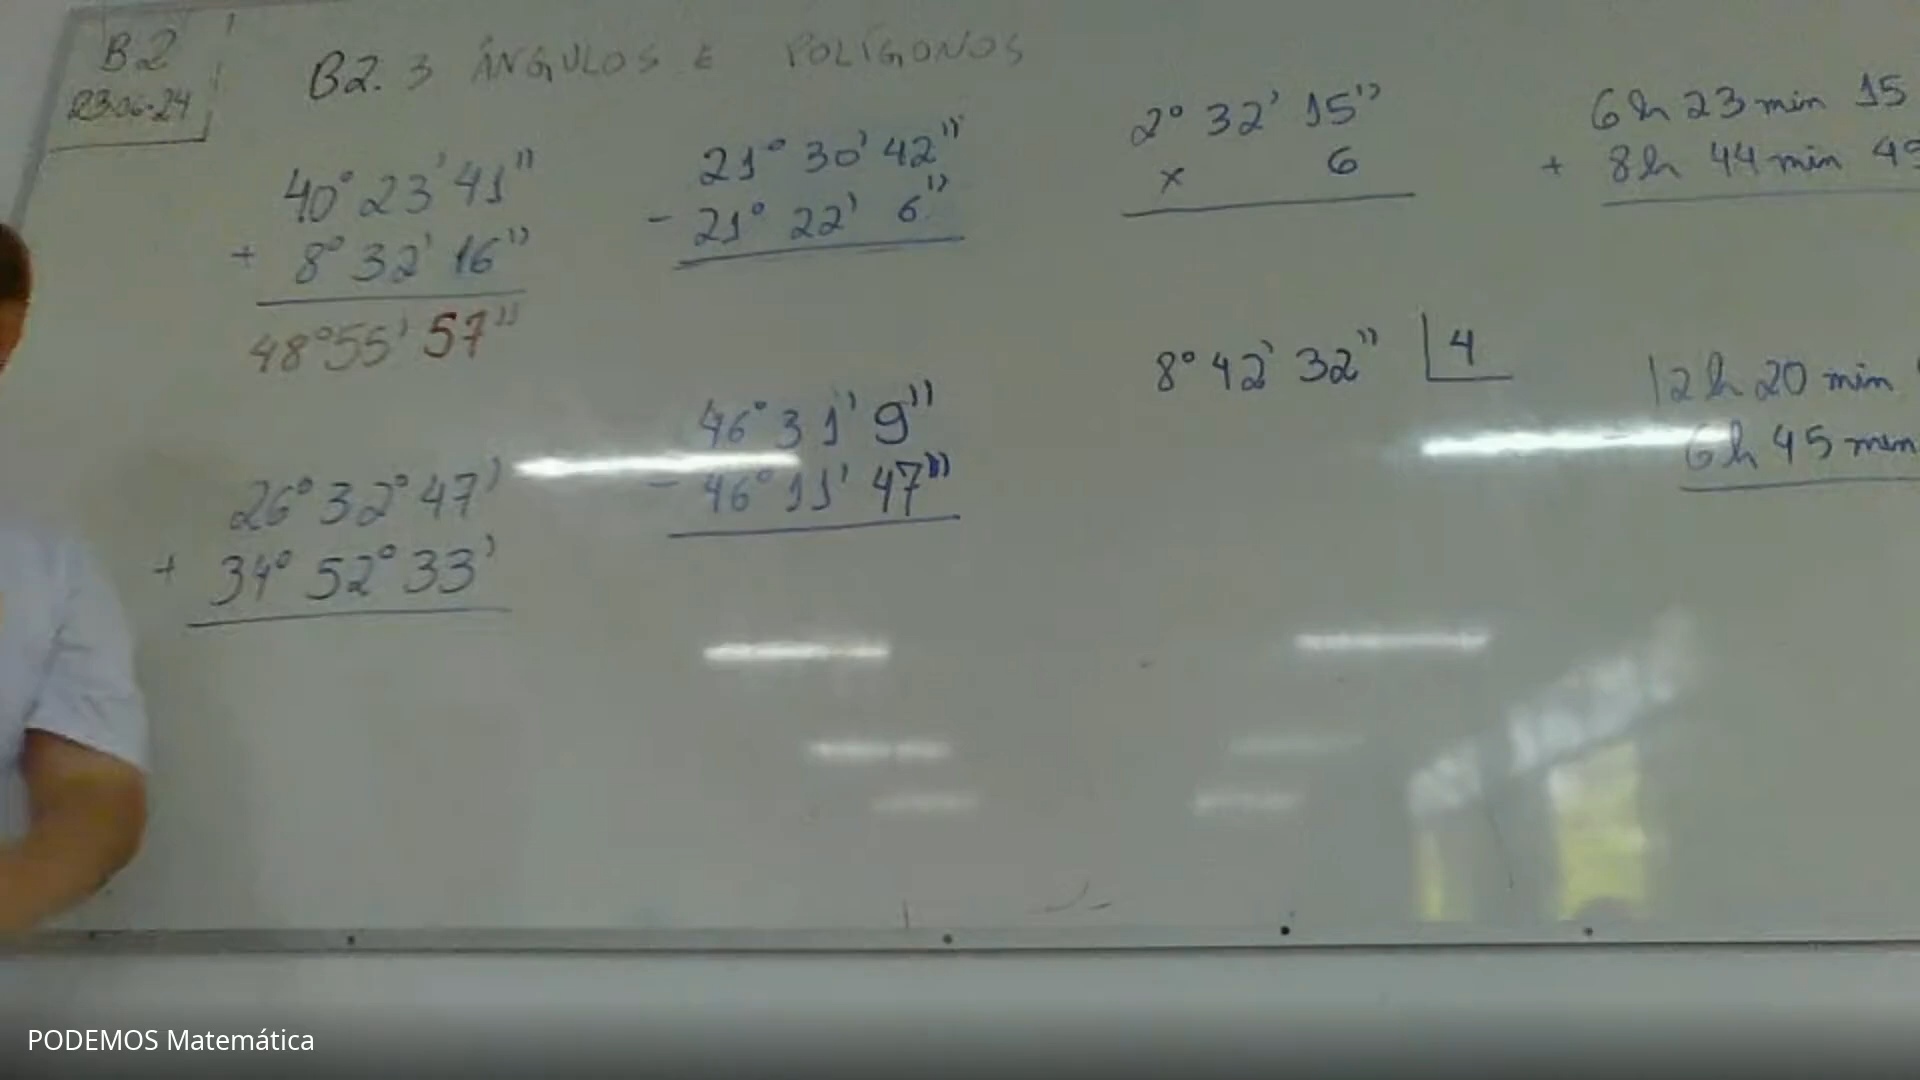 B2
23.06.24
B2.3 ÂNGULOS E POLÍGONOS
40° 23' 41"
+ 8° 32' 16"
48° 55' 57"
26° 32° 47'
+ 34° 52° 33'
21° 30' 42"
- 21° 22' 6"
46° 31' 9"
- 46° 11' 47"
2° 32' 15"
x 6
8° 42' 32" 4
6h 23 min 15
+ 8h 44 min 49
12h 20 min
6h 45 min
PODEMOS Matemática